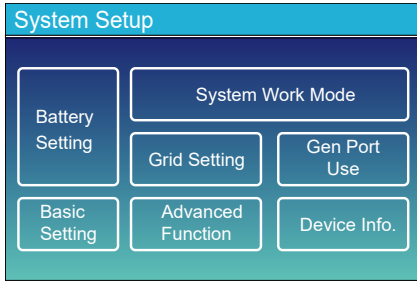 System Setup
Battery
Setting
System Work Mode
Grid Setting
Gen Port
Use
Basic
Setting
Advanced
Function
Device Info.